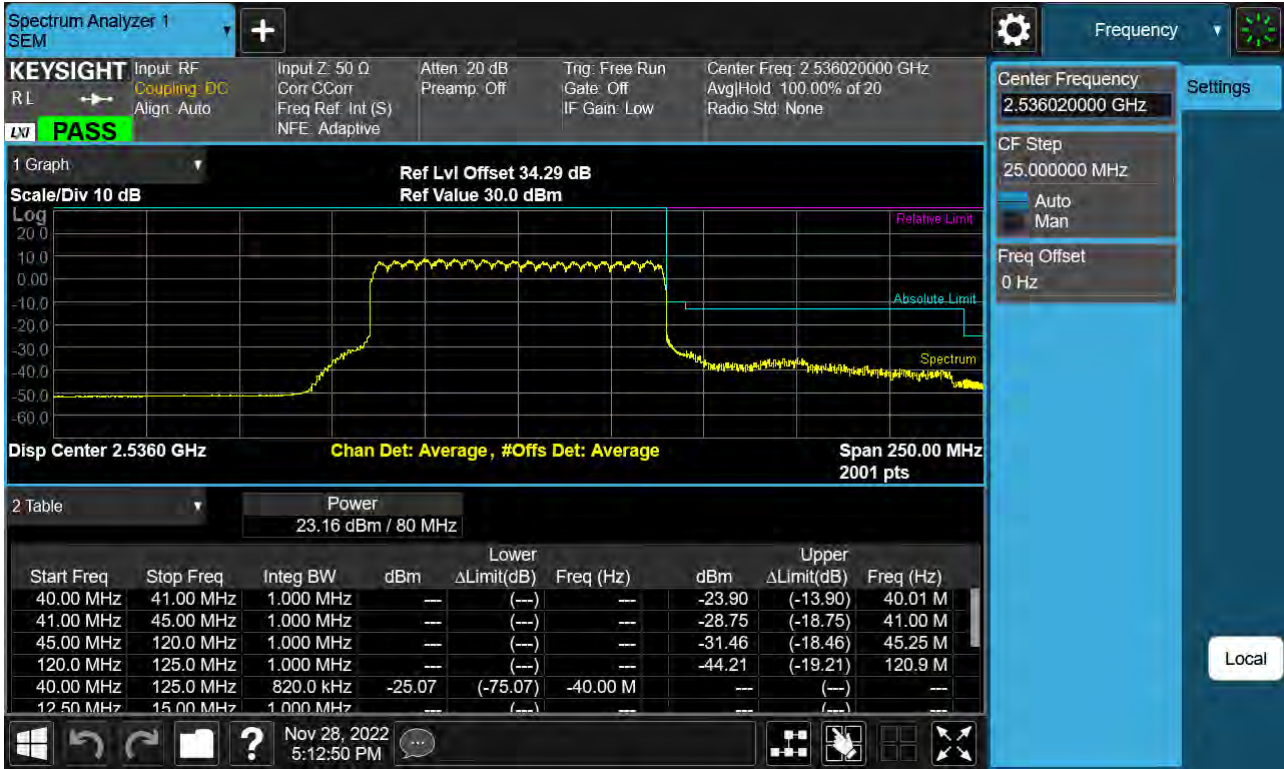 Spectrum Analyzer 1
SEM
+
Frequency
KEYSIGHT
R L
LXI
PASS
Input: RF
Coupling: DC
Align: Auto
Input Z: 50 Ω
Corr CCorr
Freq Ref: Int (S)
NFE: Adaptive
Atten: 20 dB
Preamp: Off
Trig: Free Run
Gate: Off
IF Gain: Low
Center Freq: 2.536020000 GHz
Avg|Hold: 100.00% of 20
Radio Std: None
Center Frequency
2.536020000 GHz
Settings
CF Step
25.000000 MHz
Auto
Man
Freq Offset
0 Hz
Local
1 Graph
Scale/Div 10 dB
Ref Lvl Offset 34.29 dB
Ref Value 30.0 dBm
Log
20.0
10.0
0.00
-10.0
-20.0
-30.0
-40.0
-50.0
-60.0
Relative Limit
Absolute Limit
Spectrum
Disp Center 2.5360 GHz
Chan Det: Average , #Offs Det: Average
Span 250.00 MHz
2001 pts
2 Table
Power
23.16 dBm / 80 MHz
Lower Upper
Start Freq Stop Freq Integ BW dBm ΔLimit(dB) Freq (Hz) dBm ΔLimit(dB) Freq (Hz)
40.00 MHz 41.00 MHz 1.000 MHz --- (---) --- -23.90 (-13.90) 40.01 M
41.00 MHz 45.00 MHz 1.000 MHz --- (---) --- -28.75 (-18.75) 41.00 M
45.00 MHz 120.0 MHz 1.000 MHz --- (---) --- -31.46 (-18.46) 45.25 M
120.0 MHz 125.0 MHz 1.000 MHz --- (---) --- -44.21 (-19.21) 120.9 M
40.00 MHz 125.0 MHz 820.0 kHz -25.07 (-75.07) -40.00 M --- (---) ---
12.50 MHz 15.00 MHz 1.000 MHz --- (---) --- --- (---) ---
?
Nov 28, 2022
5:12:50 PM